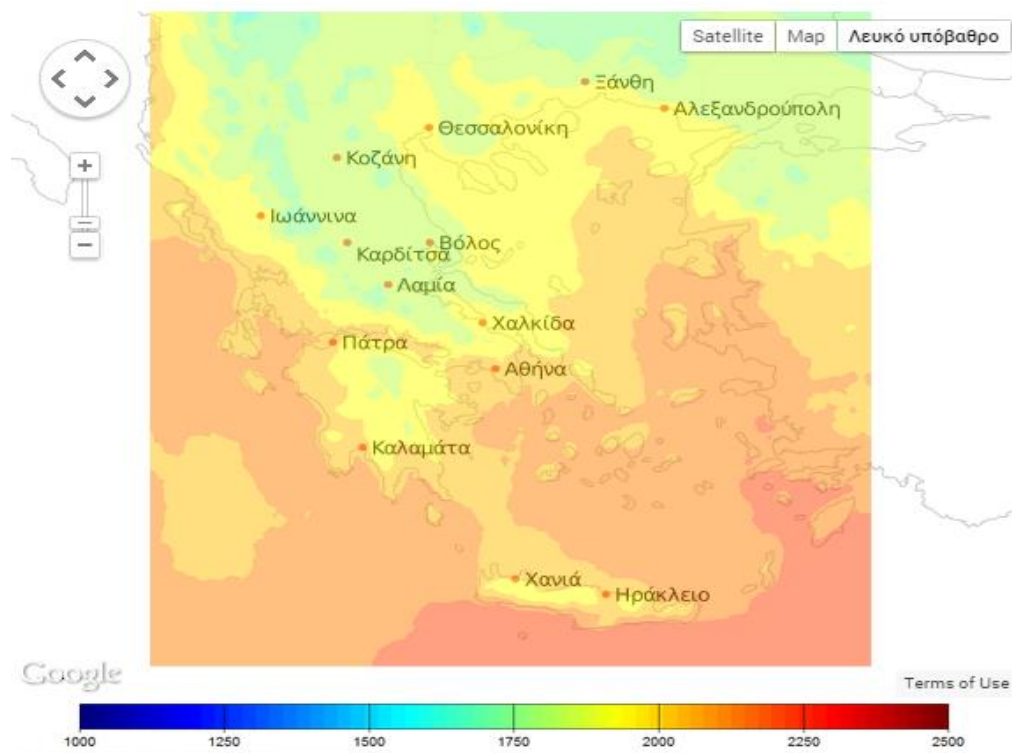 Satellite Map Λευκό υπόβαθρο
Ξάνθη
Αλεξανδρούπολη
Θεσσαλονίκη
Κοζάνη
Ιωάννινα
Βόλος
Καρδίτσα
Λαμία
Χαλκίδα
Πάτρα
Αθήνα
Καλαμάτα
Χανιά
Ηράκλειο
Google
Terms of Use
1000 1250 1500 1750 2000 2250 2500